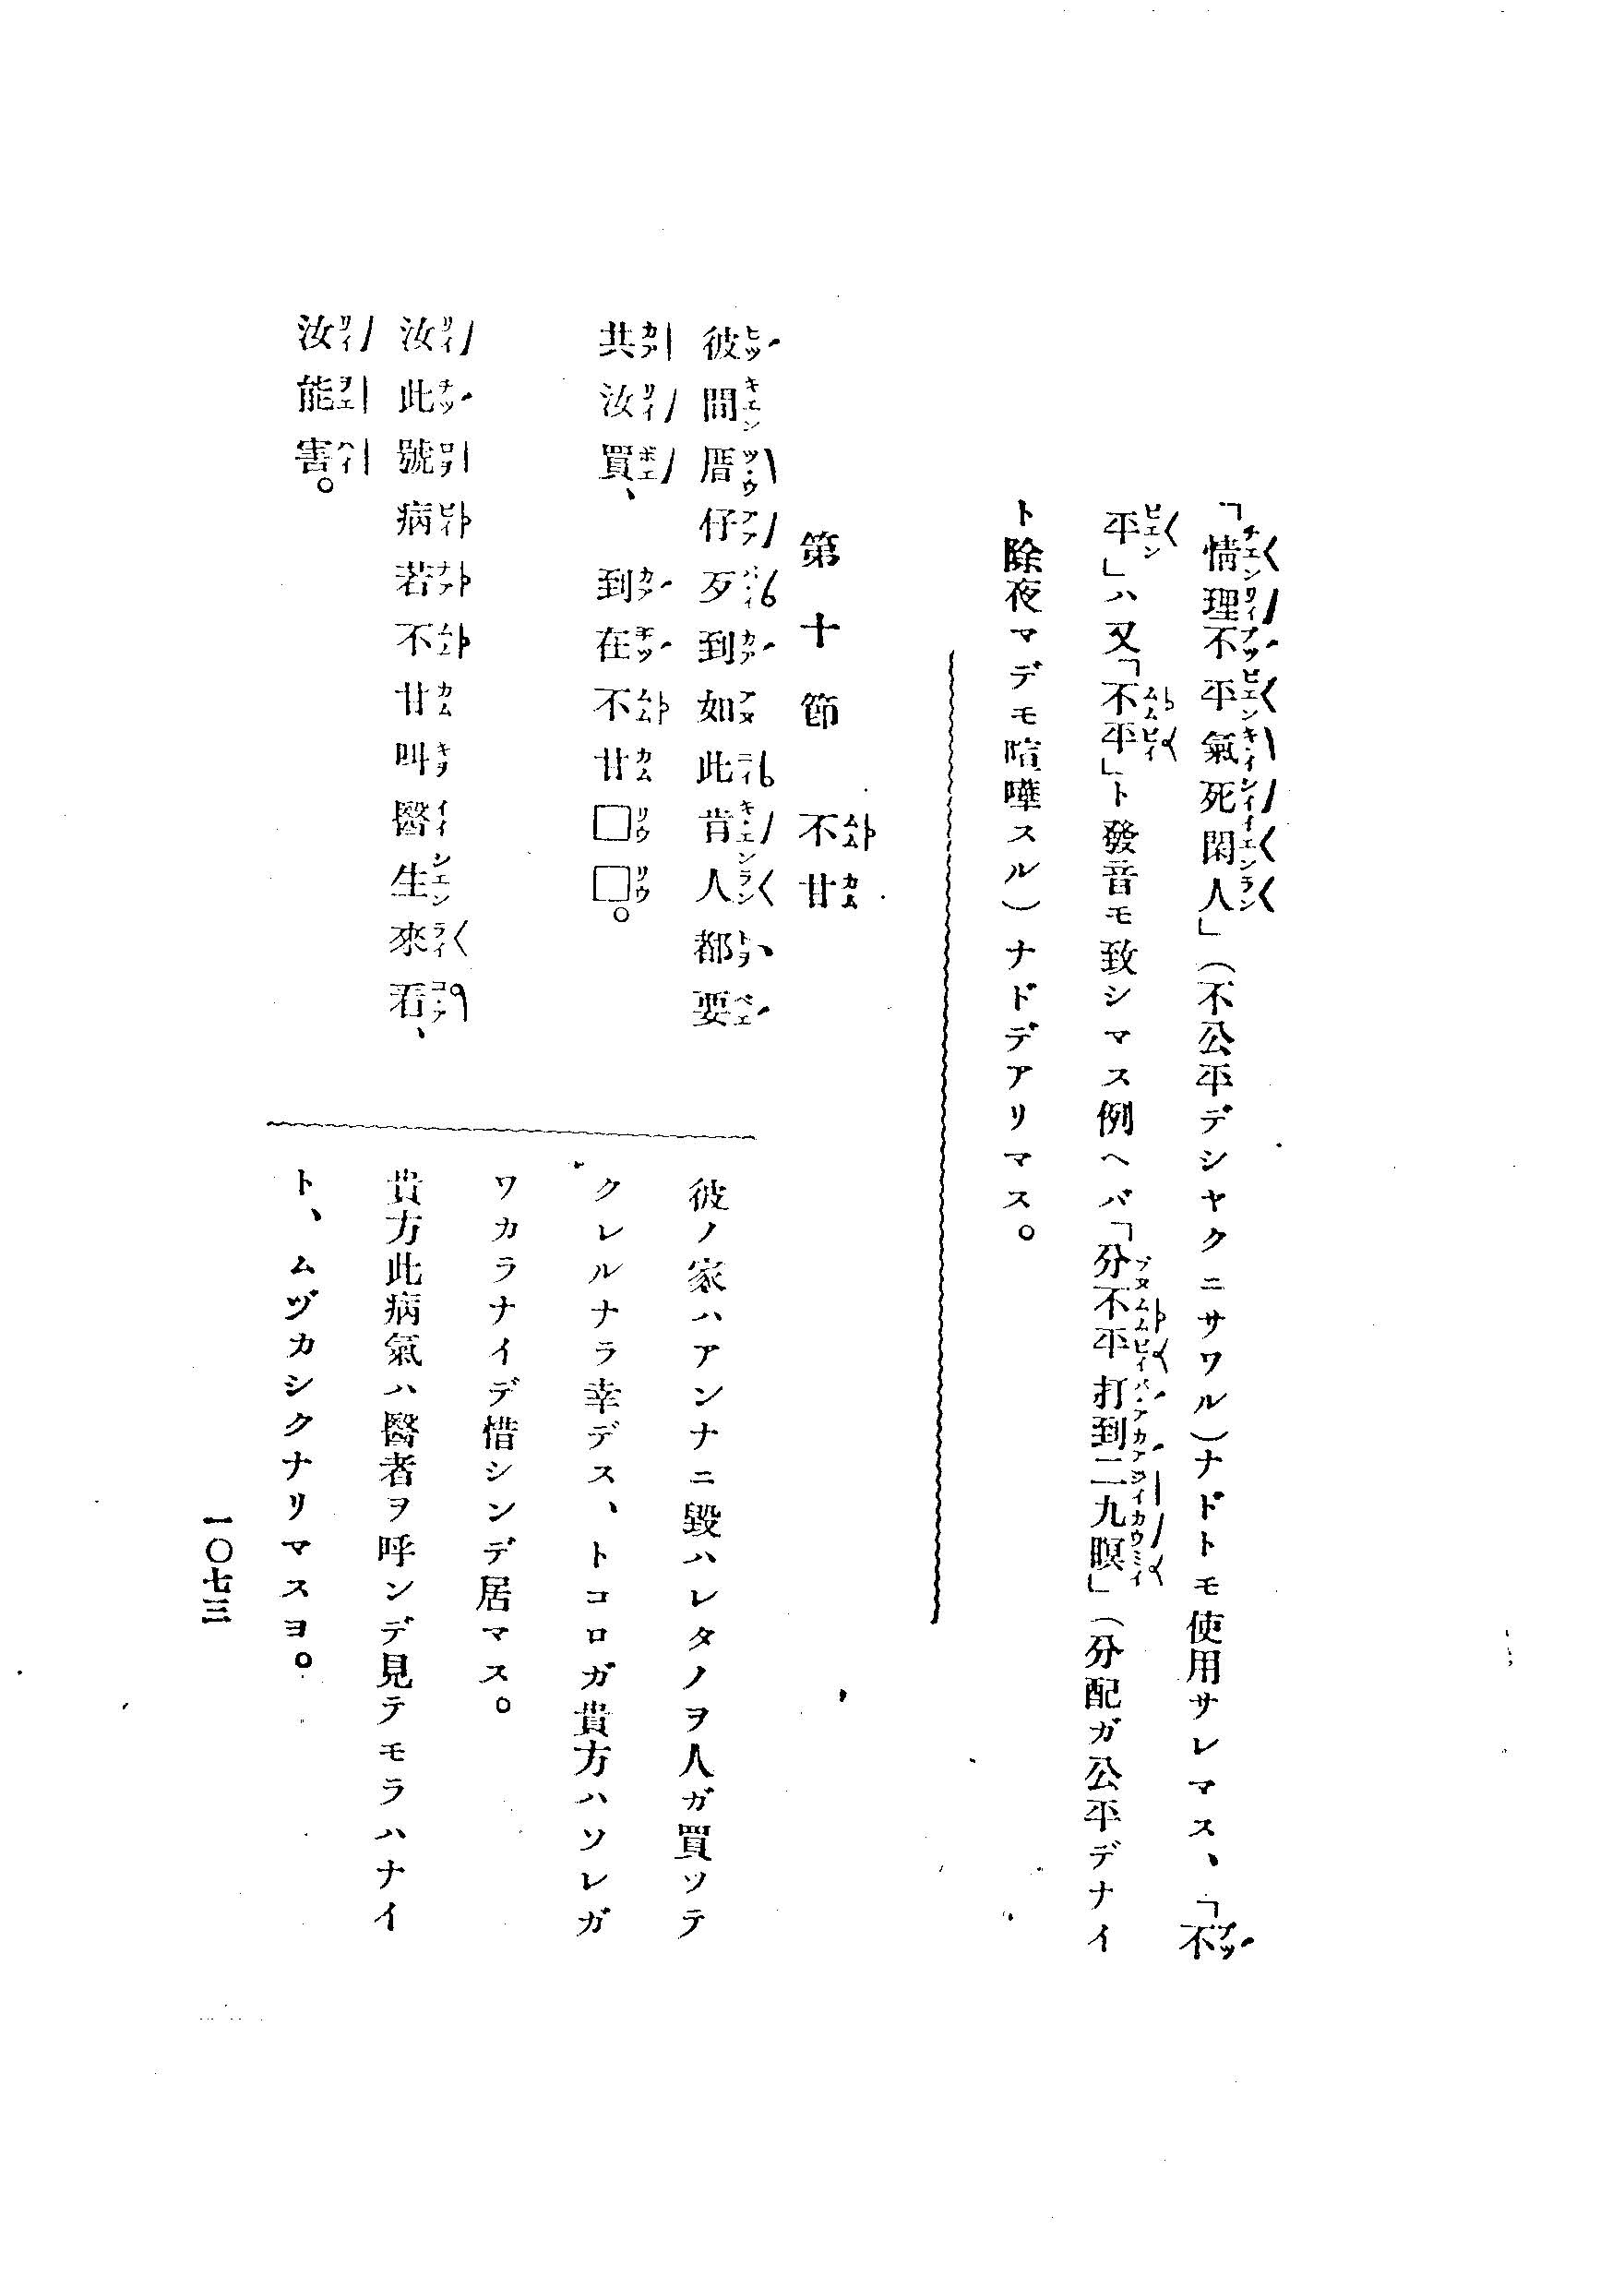 「情理不平氣死閑人」(不公平デシヤクニサワル)ナドトモ使用サレマス、「不
平」ハ又「不平」ト發音モ致シマス例ヘバ「分不平打到二九暝」(分配ガ公平デナイ
ト除夜マデモ喧嘩スル)ナドデアリマス。
第十節 不甘
彼間厝仔歹到如此肯人都要
共汝買、到在不甘□□。
汝此號病若不甘叫醫生來看、
汝能害。
彼ノ家ハアンナニ毀ハレタノヲ人ガ買ツテ
クレルナラ幸デス、トコロガ貴方ハソレガ
ワカラナイデ惜シンデ居マス。
貴方此病氣ハ醫者ヲ呼ンデ見テモラハナイ
ト、ムヅカシクナリマスヨ。
一〇七三